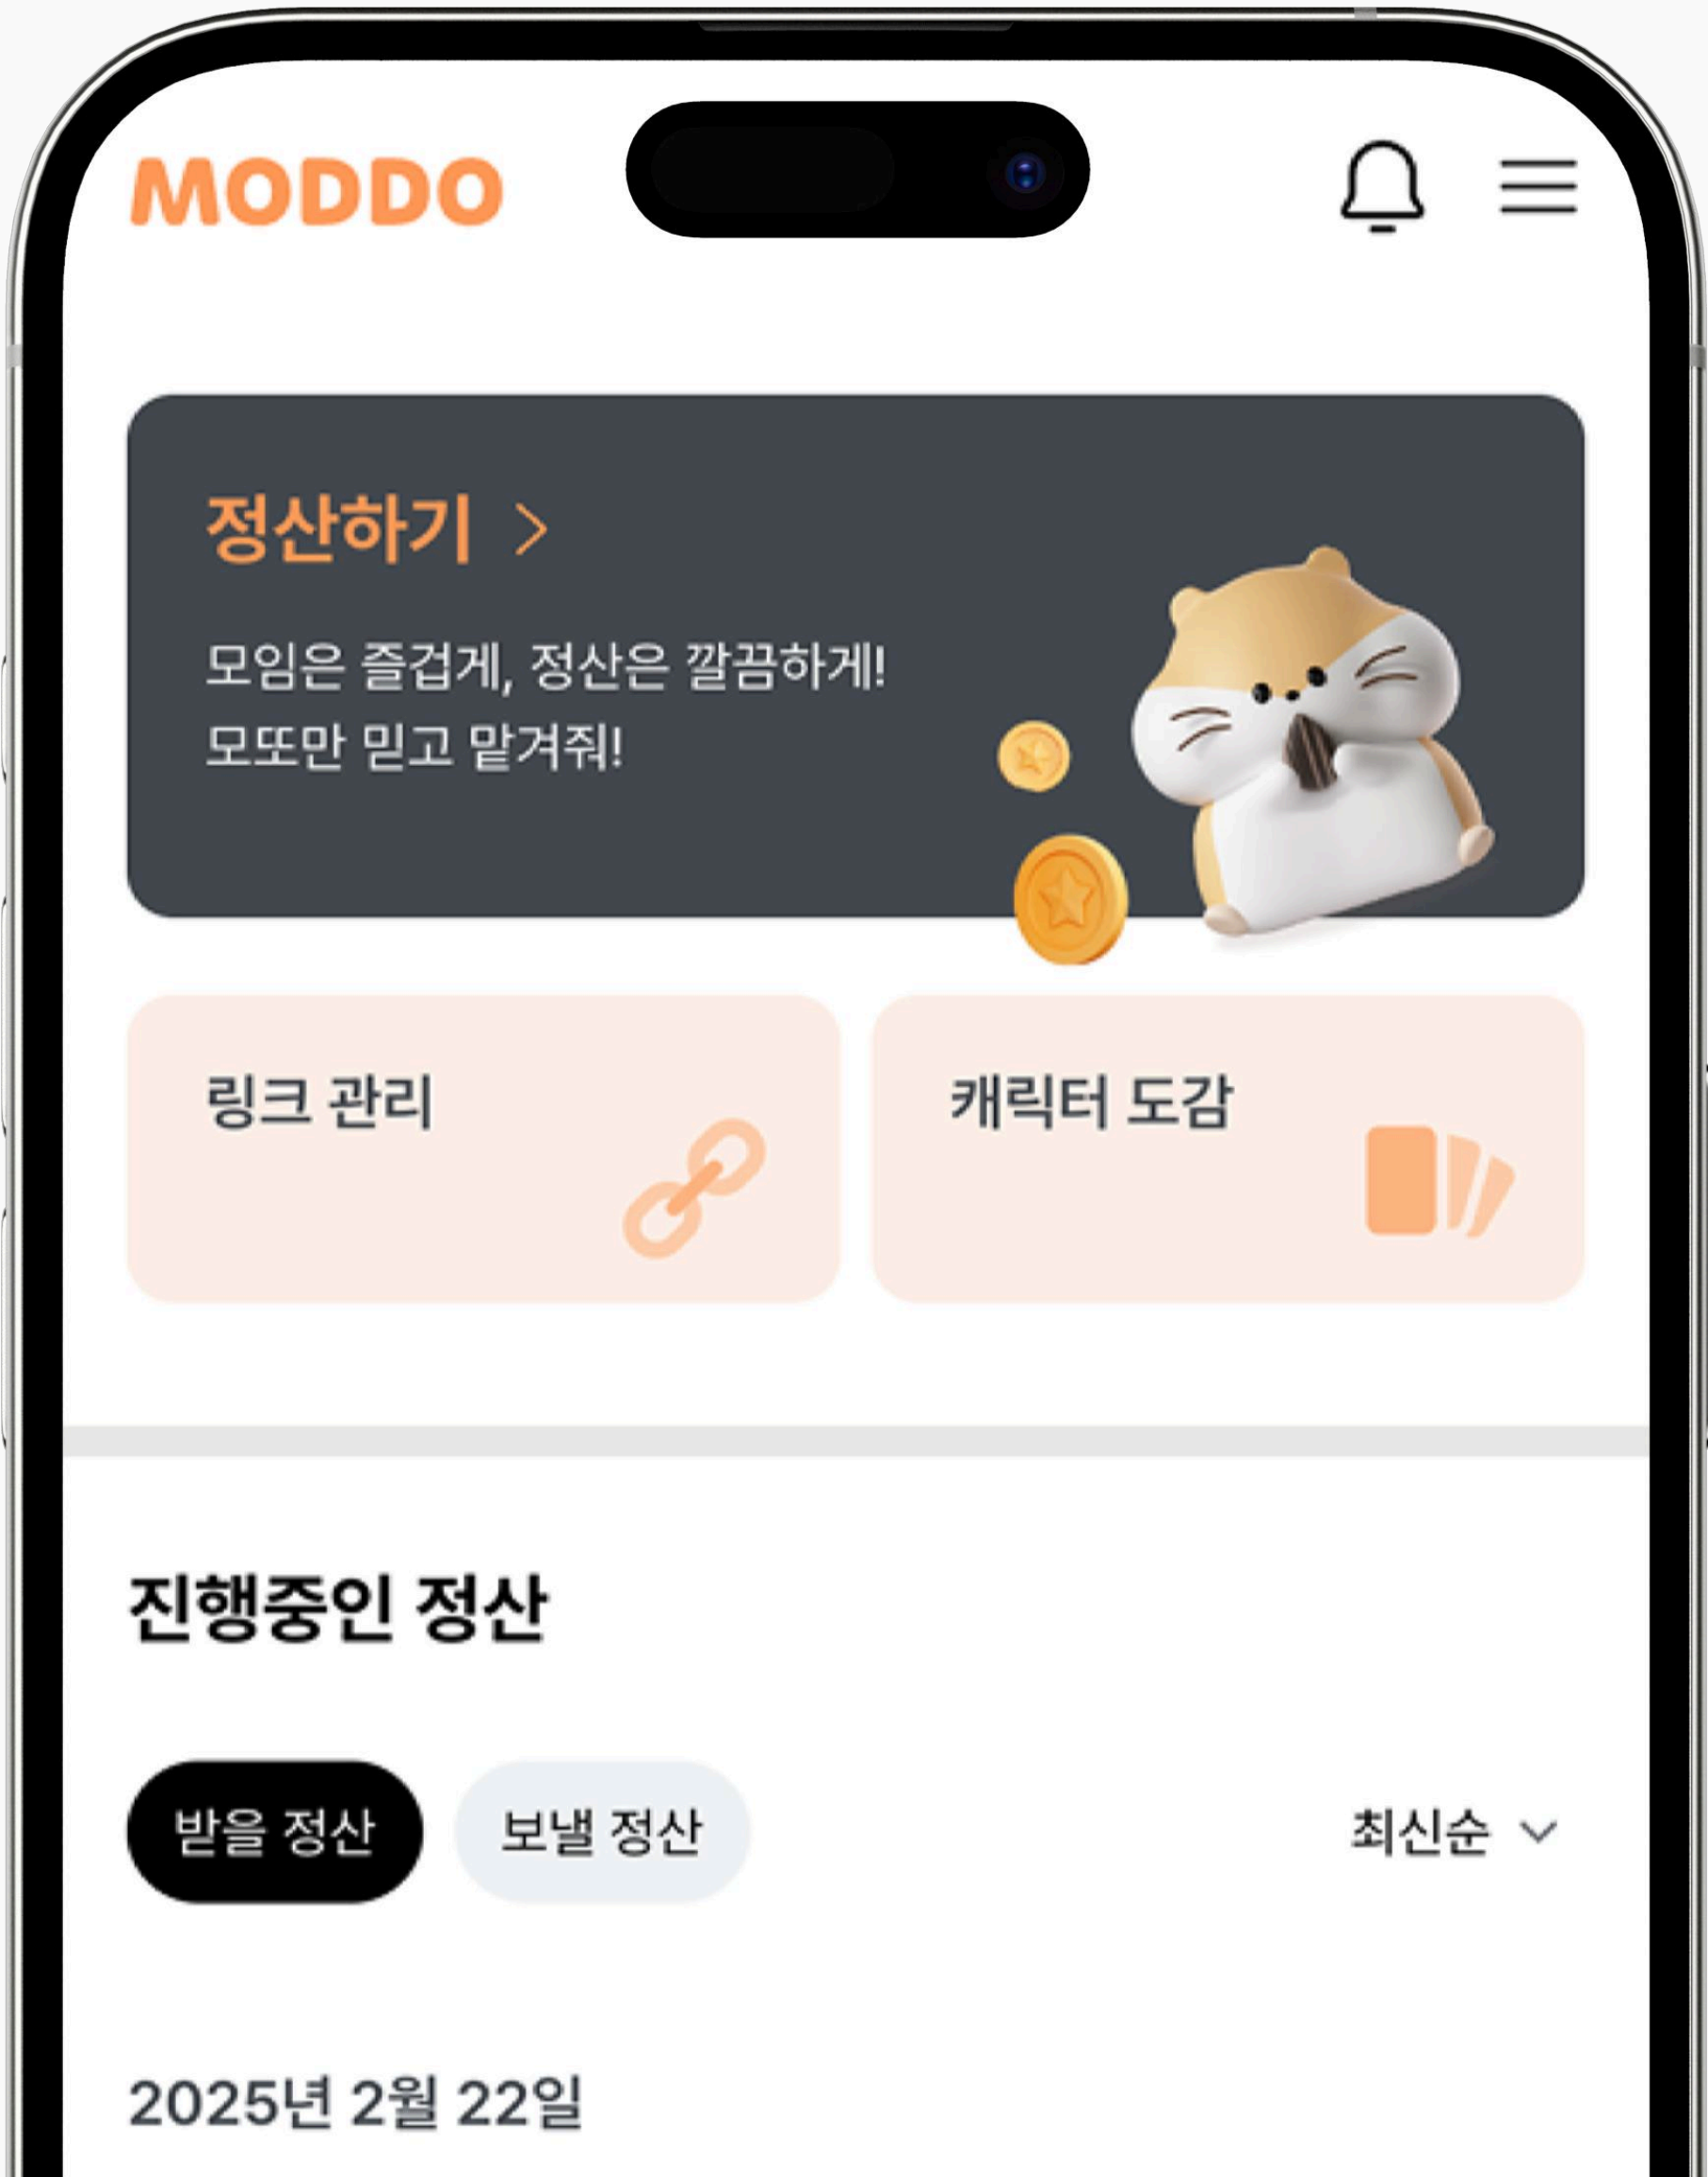 MODDO
정산하기
모임은 즐겁게, 정산은 깔끔하게!
모또만 믿고 맡겨줘!
링크 관리
캐릭터 도감
진행중인 정산
받을 정산
보낼 정산
최신순
2025년 2월 22일